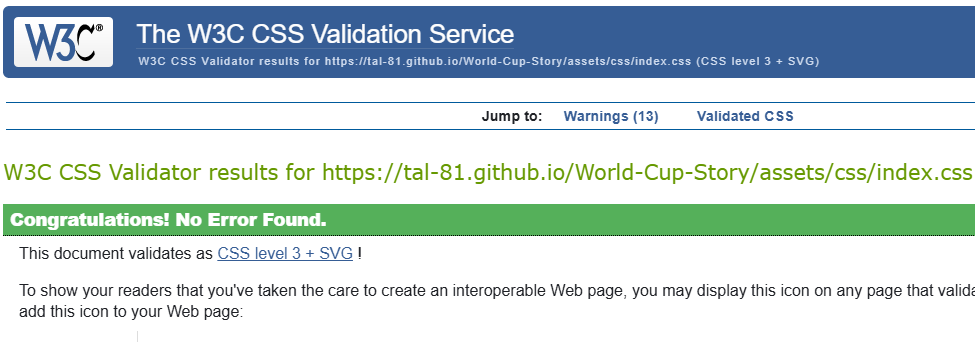 W3C®
The W3C CSS Validation Service
W3C CSS Validator results for https://tal-81.github.io/World-Cup-Story/assets/css/index.css (CSS level 3 + SVG)
Jump to: Warnings (13) Validated CSS
W3C CSS Validator results for https://tal-81.github.io/World-Cup-Story/assets/css/index.css
Congratulations! No Error Found.
This document validates as CSS level 3 + SVG !
To show your readers that you've taken the care to create an interoperable Web page, you may display this icon on any page that valida
add this icon to your Web page: